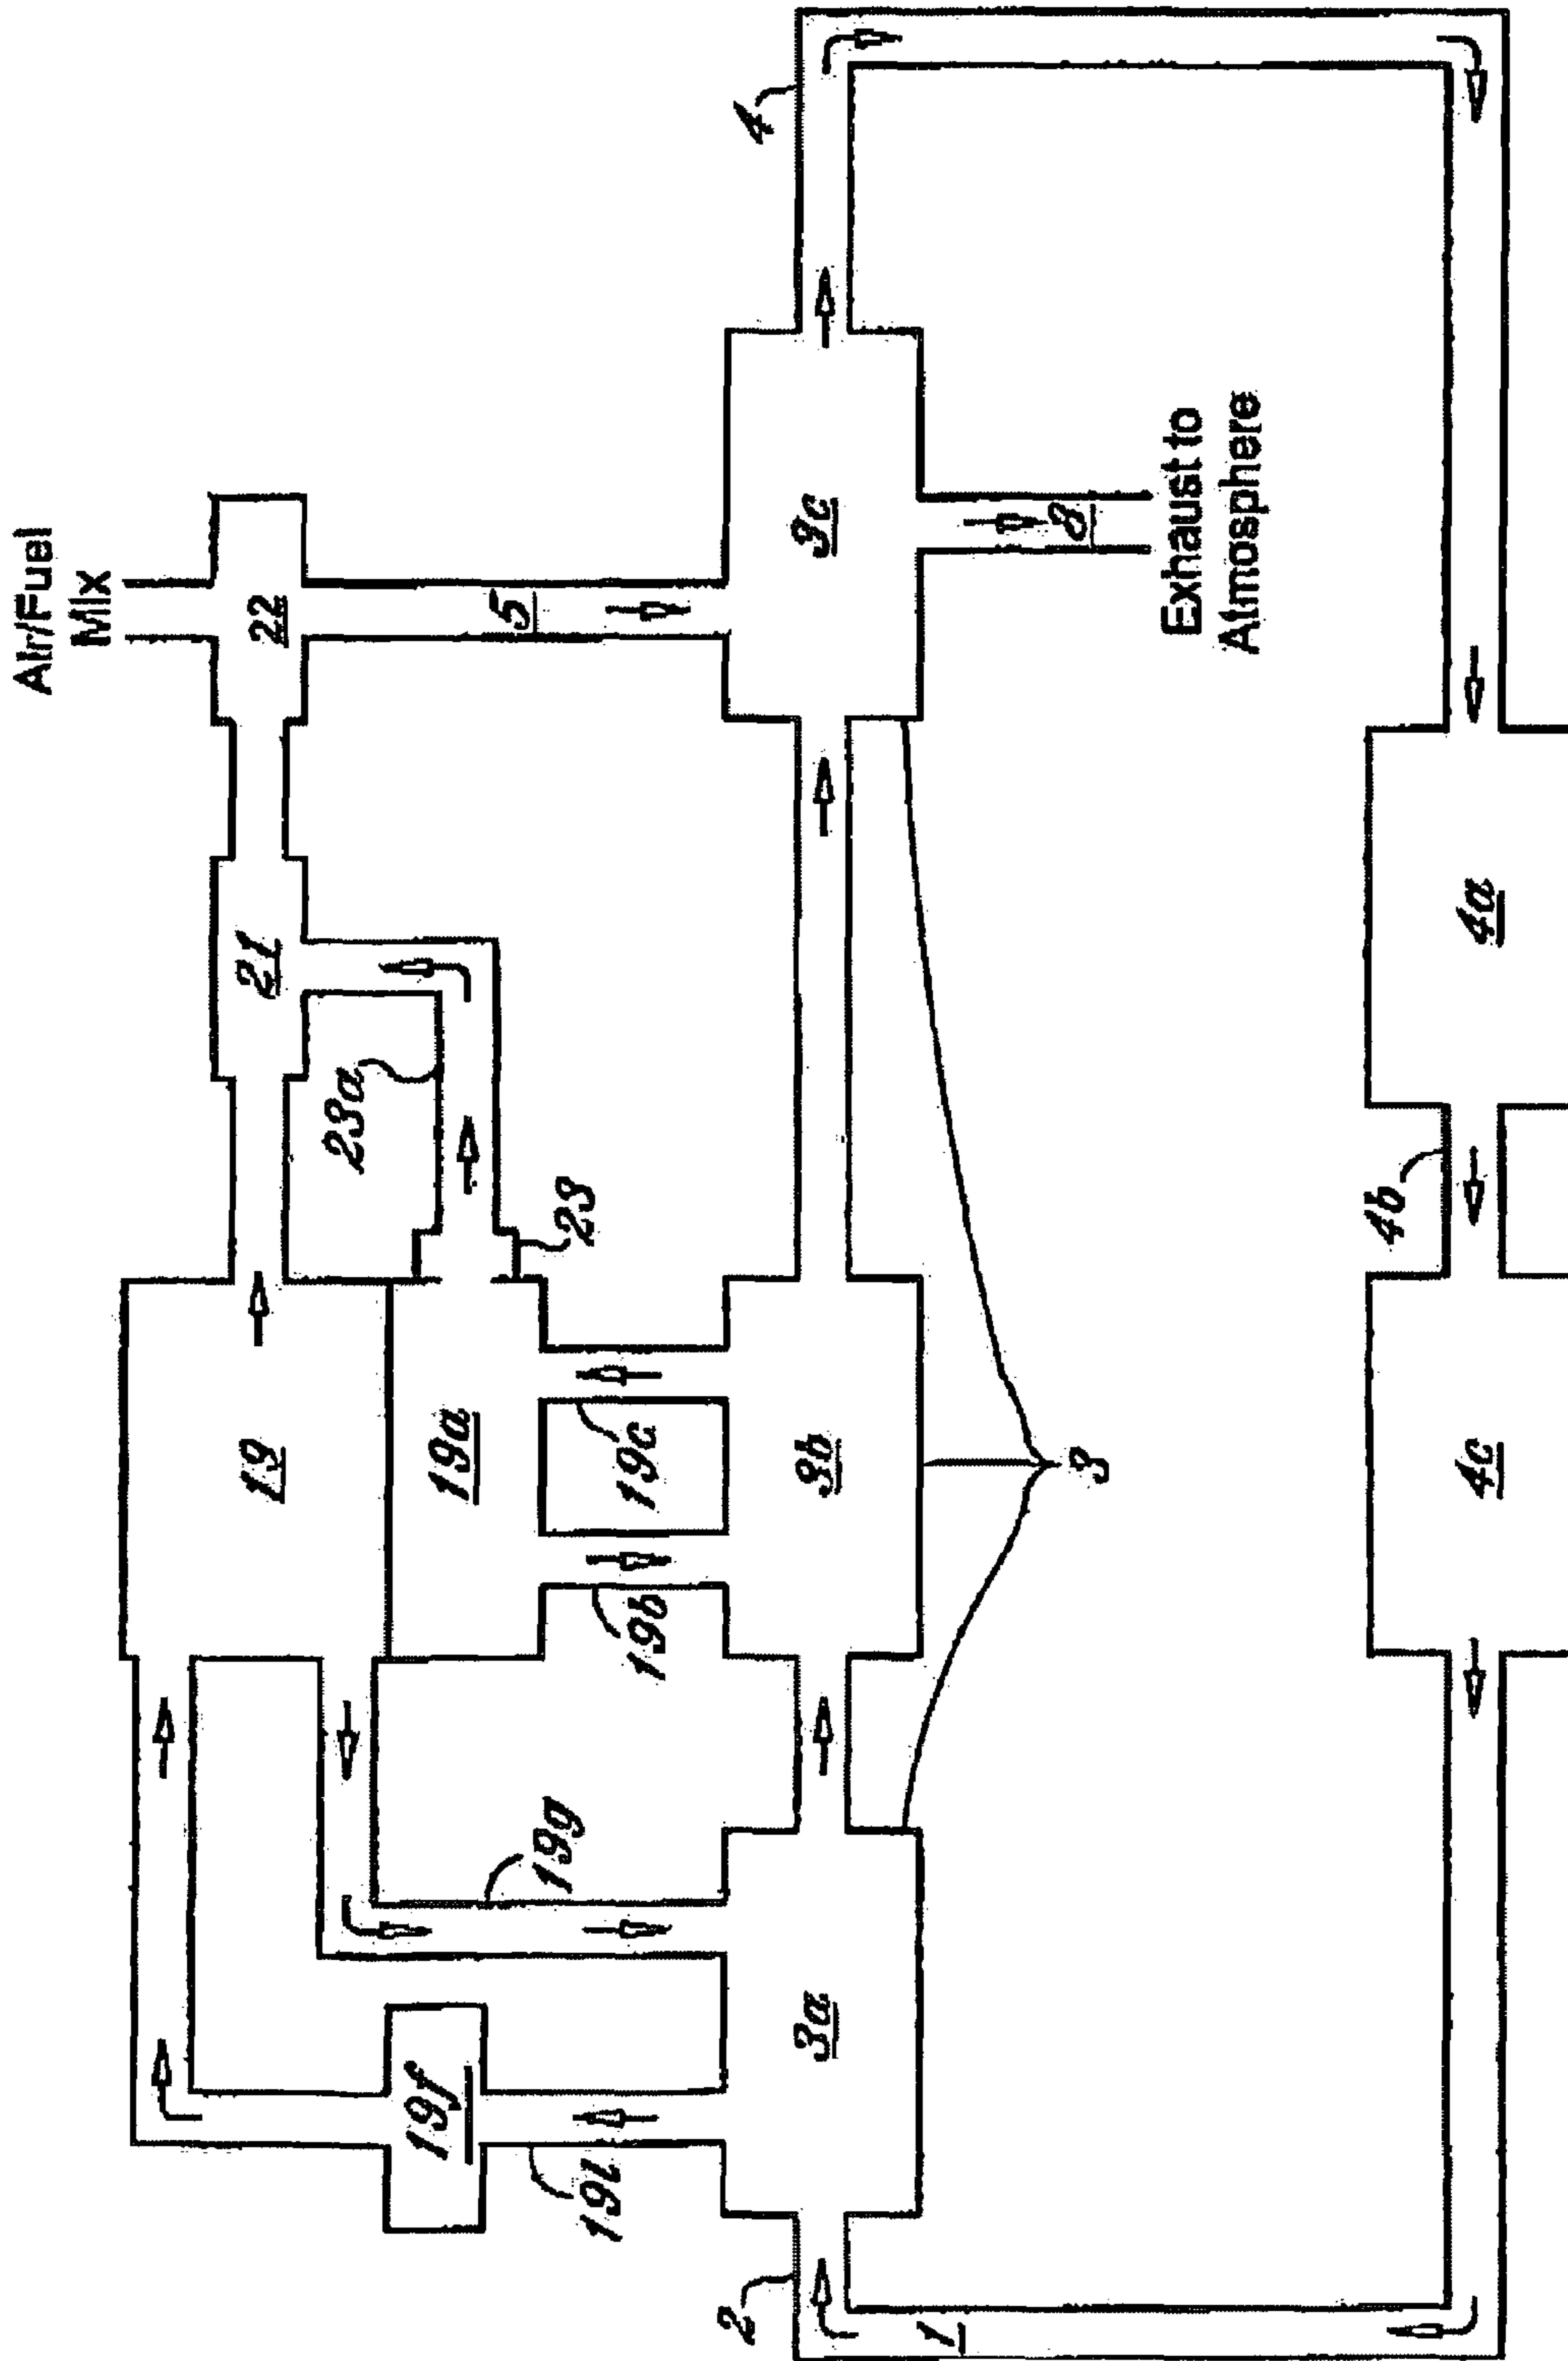 Air/Fuel
Mix
19
21
22
23a
19f
19a
5
19g
23
19i
19b
19c
2
4
3a
3b
3c
1
8
3
Exhaust to
Atmosphere
4b
4c
4a